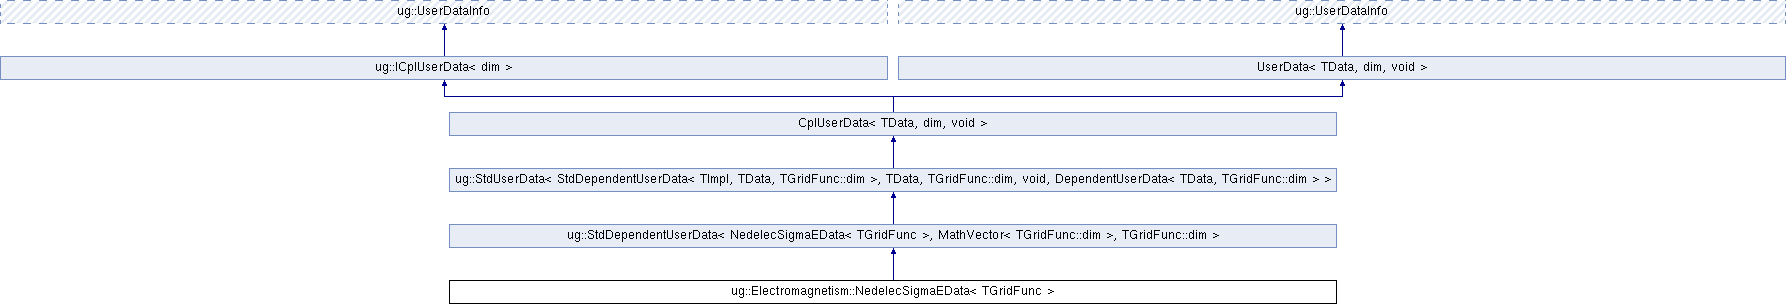 ug::UserDataInfo
ug::UserDataInfo
ug::ICplUserData< dim >
UserData< TData, dim, void >
CplUserData< TData, dim, void >
ug::StdUserData< StdDependentUserData< TImpl, TData, TGridFunc::dim >, TData, TGridFunc::dim, void, DependentUserData< TData, TGridFunc::dim > >
ug::StdDependentUserData< NedelecSigmaEData< TGridFunc >, MathVector< TGridFunc::dim >, TGridFunc::dim >
ug::Electromagnetism::NedelecSigmaEData< TGridFunc >